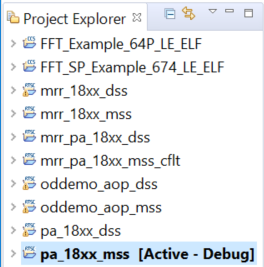 Project Explorer
FFT_Example_64P_LE_ELF
FFT_SP_Example_674_LE_ELF
mrr_18xx_dss
mrr_18xx_mss
mrr_pa_18xx_dss
mrr_pa_18xx_mss_cflt
oddemo_aop_dss
oddemo_aop_mss
pa_18xx_dss
pa_18xx_mss [Active - Debug]